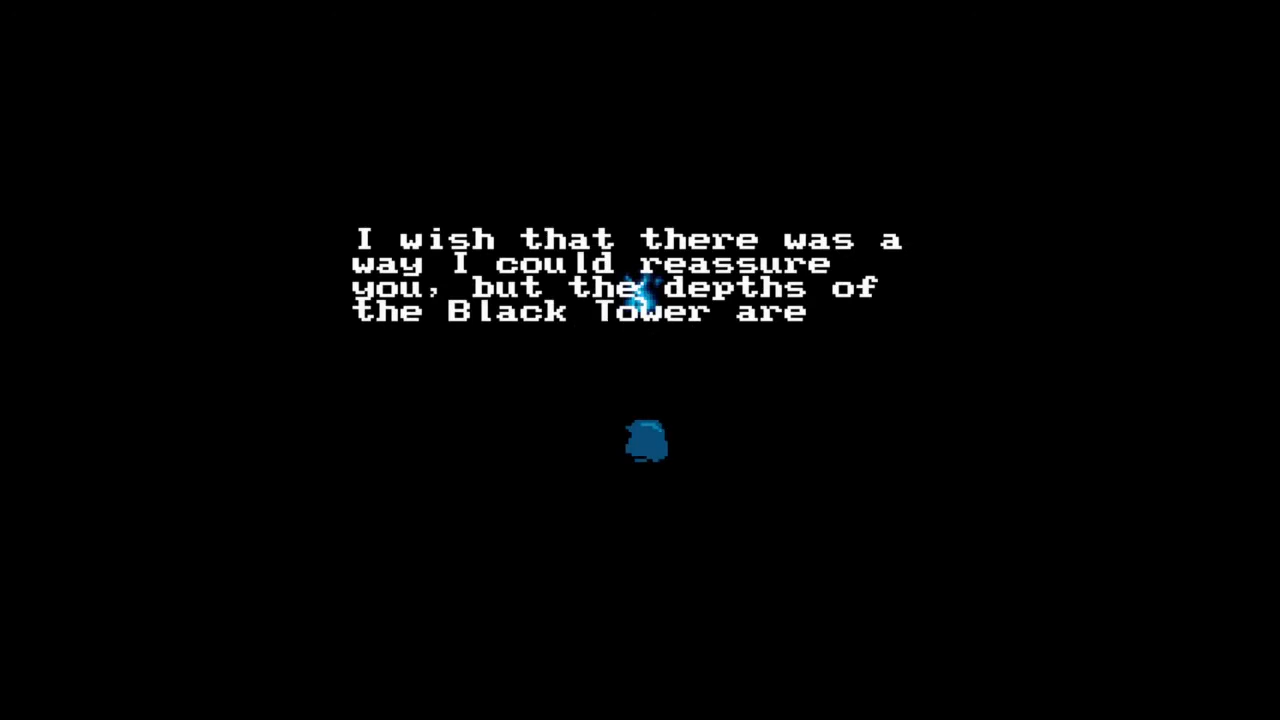 I wish that there was a
way I could reassure
you, but the depths of
the Black Tower are